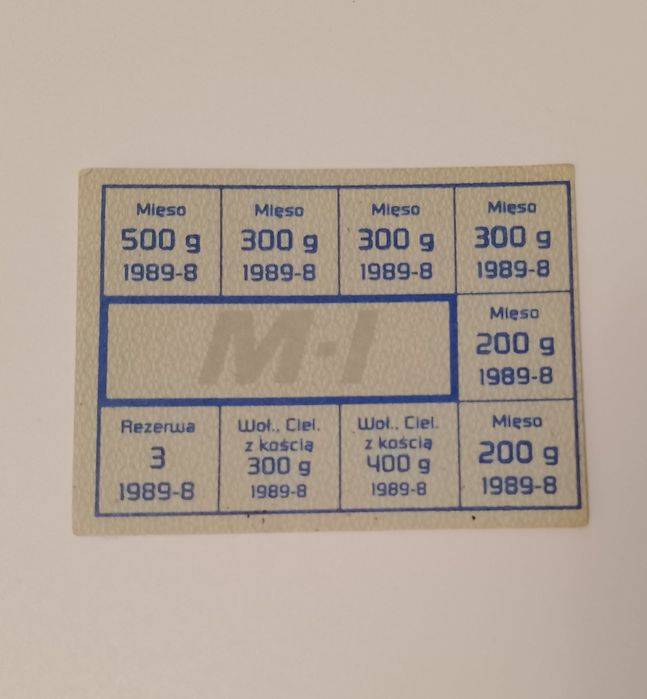 Mięso
500 g
1989-8
Mięso
300 g
1989-8
Mięso
300 g
1989-8
Mięso
300 g
1989-8
M-I
Mięso
200 g
1989-8
Rezerwa
3
1989-8
Woł., Ciel.
z kością
300 g
1989-8
Woł., Ciel.
z kością
400 g
1989-8
Mięso
200 g
1989-8